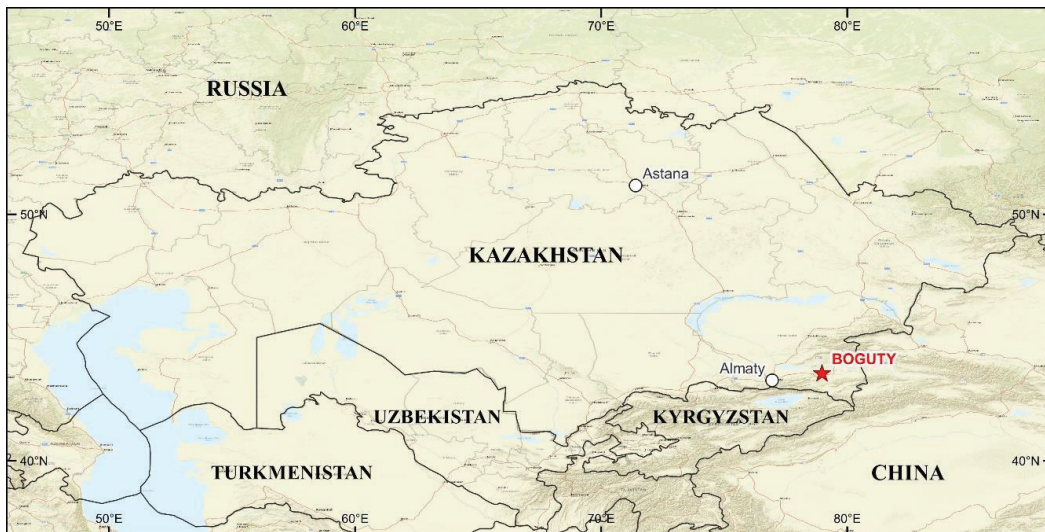 50°E
60°E
70°E
80°E
RUSSIA
Astana
50°N
50°N
KAZAKHSTAN
BOGUTY
Almaty
UZBEKISTAN
KYRGYZSTAN
40°N
TURKMENISTAN
CHINA
40°N
50°E
60°E
70°E
80°E